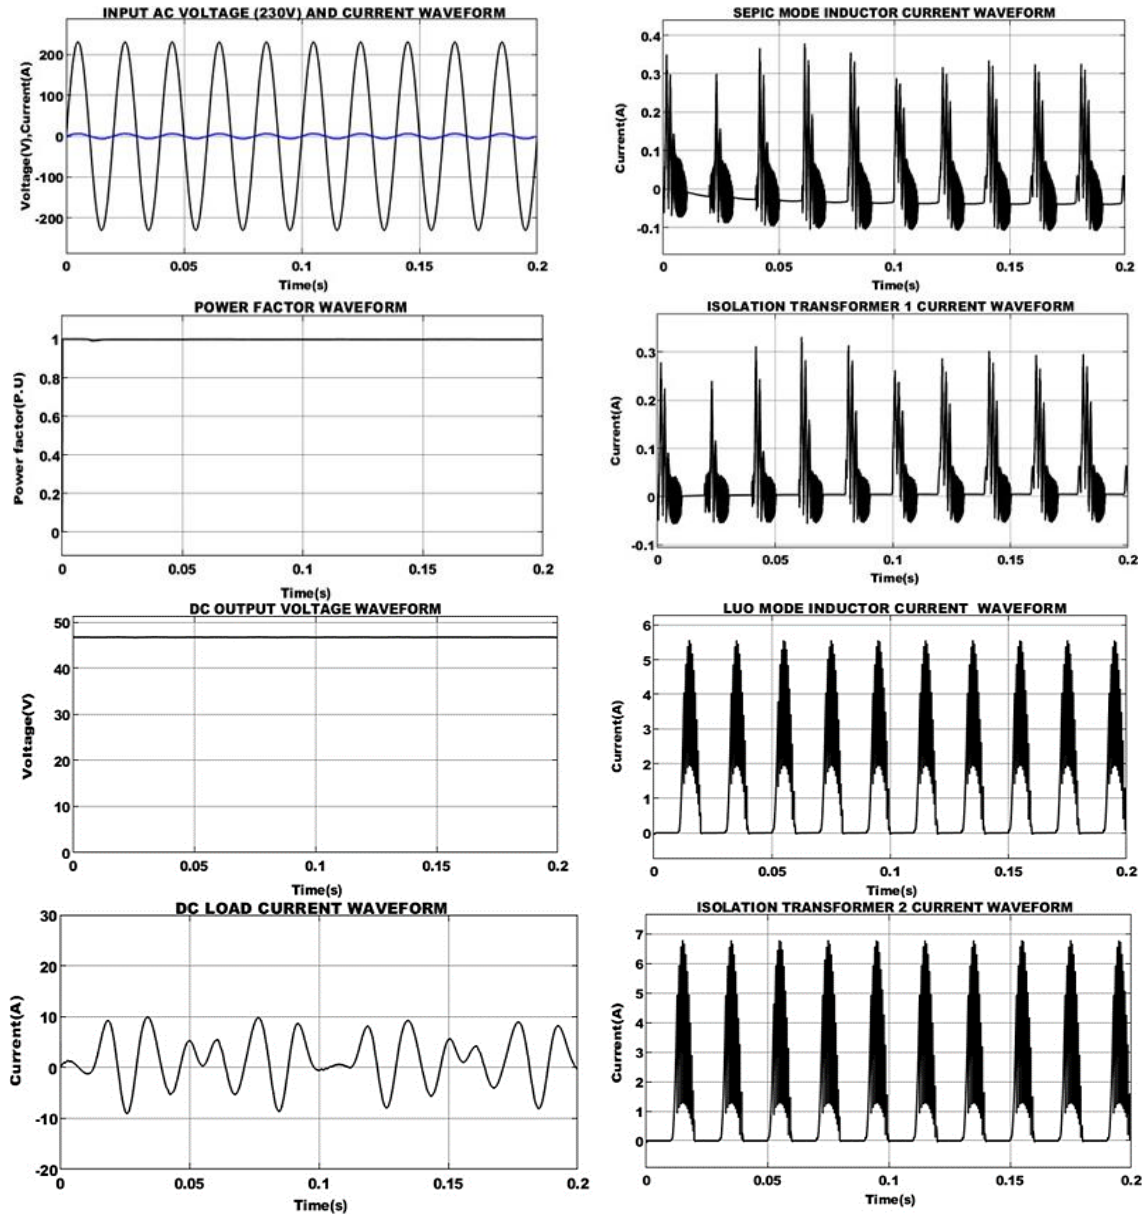 INPUT AC VOLTAGE (230V) AND CURRENT WAVEFORM
Voltage(V),Current(A)
200
100
0
-100
-200
0 0.05 0.1 0.15 0.2
Time(s)
SEPIC MODE INDUCTOR CURRENT WAVEFORM
Current(A)
0.4
0.3
0.2
0.1
0
-0.1
0 0.05 0.1 0.15 0.2
Time(s)
POWER FACTOR WAVEFORM
Power factor(P.U)
1
0.8
0.6
0.4
0.2
0
0 0.05 0.1 0.15 0.2
Time(s)
ISOLATION TRANSFORMER 1 CURRENT WAVEFORM
Current(A)
0.3
0.2
0.1
0
-0.1
0 0.05 0.1 0.15 0.2
Time(s)
DC OUTPUT VOLTAGE WAVEFORM
Voltage(V)
50
40
30
20
10
0
0 0.05 0.1 0.15 0.2
Time(s)
LUO MODE INDUCTOR CURRENT WAVEFORM
Current(A)
6
5
4
3
2
1
0
0 0.05 0.1 0.15 0.2
Time(s)
DC LOAD CURRENT WAVEFORM
Current(A)
30
20
10
0
-10
-20
0 0.05 0.1 0.15 0.2
Time(s)
ISOLATION TRANSFORMER 2 CURRENT WAVEFORM
Current(A)
7
6
5
4
3
2
1
0
0 0.05 0.1 0.15 0.2
Time(s)